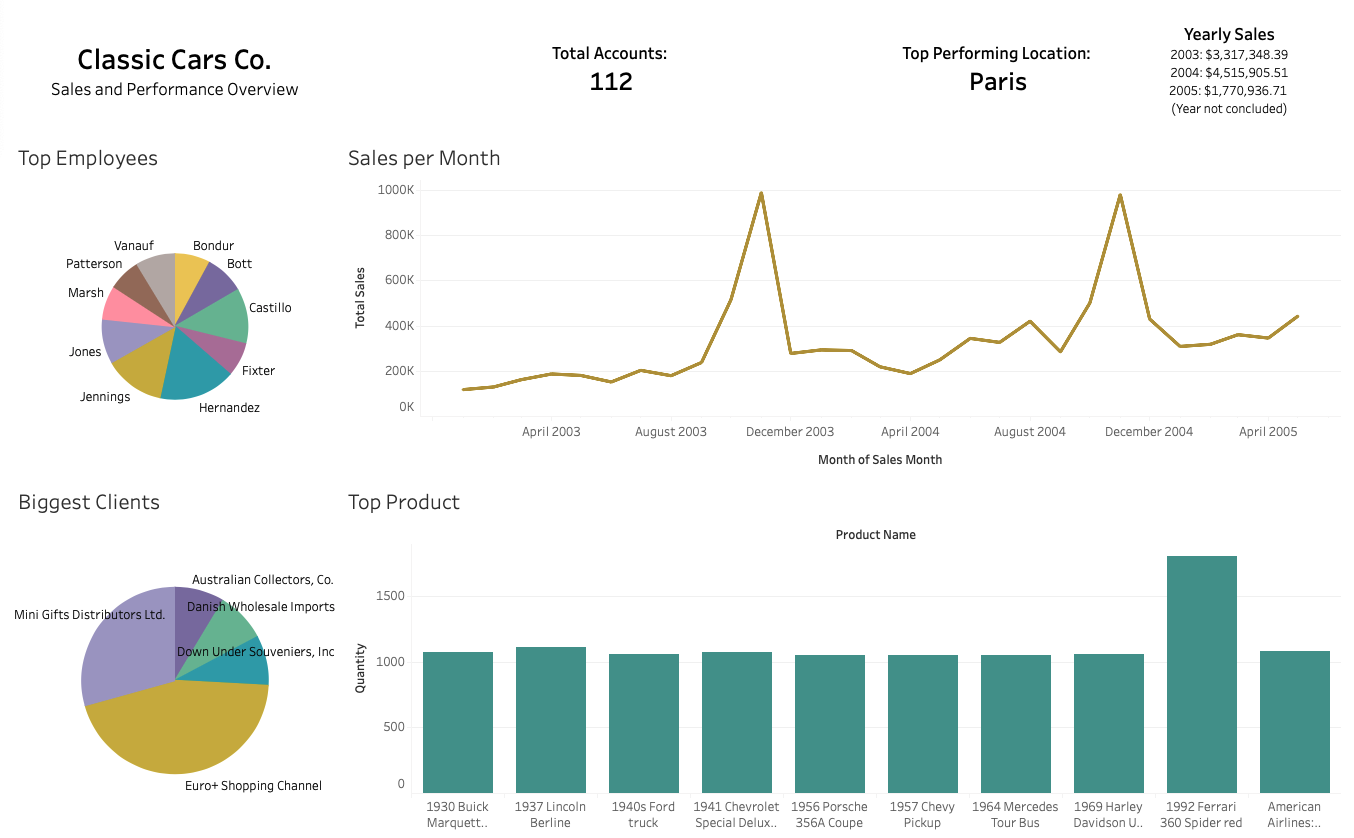 Classic Cars Co.
Sales and Performance Overview
Total Accounts:
112
Top Performing Location:
Paris
Yearly Sales
2003: $3,317,348.39
2004: $4,515,905.51
2005: $1,770,936.71
(Year not concluded)
Top Employees
Vanauf
Bondur
Patterson
Bott
Marsh
Castillo
Jones
Fixter
Jennings
Hernandez
Sales per Month
1000K
800K
600K
400K
200K
0K
Total Sales
April 2003
August 2003
December 2003
April 2004
August 2004
December 2004
April 2005
Month of Sales Month
Biggest Clients
Australian Collectors, Co.
Danish Wholesale Imports
Mini Gifts Distributors Ltd.
Down Under Souveniers, Inc
Euro+ Shopping Channel
Top Product
Product Name
1500
1000
500
0
Quantity
1930 Buick
Marquett..
1937 Lincoln
Berline
1940s Ford
truck
1941 Chevrolet
Special Delux..
1956 Porsche
356A Coupe
1957 Chevy
Pickup
1964 Mercedes
Tour Bus
1969 Harley
Davidson U..
1992 Ferrari
360 Spider red
American
Airlines:..